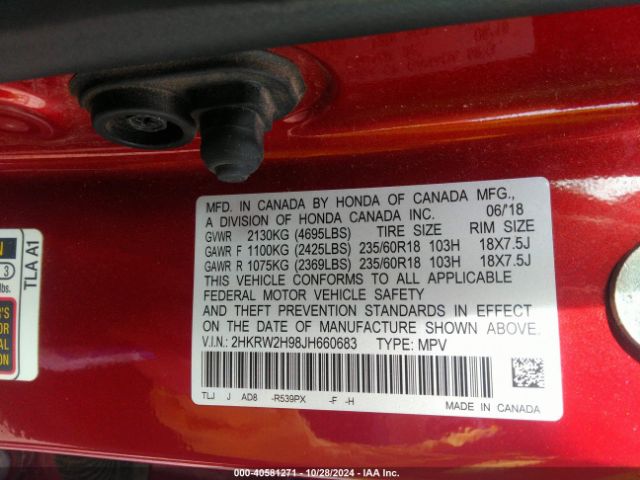 MFD. IN CANADA BY HONDA OF CANADA MFG.,
A DIVISION OF HONDA CANADA INC. 06/'18
GVWR 2130KG (4695LBS) TIRE SIZE RIM SIZE
GAWR F 1100KG (2425LBS) 235/60R18 103H 18X7.5J
GAWR R 1075KG (2369LBS) 235/60R18 103H 18X7.5J
THIS VEHICLE CONFORMS TO ALL APPLICABLE
FEDERAL MOTOR VEHICLE SAFETY
AND THEFT PREVENTION STANDARDS IN EFFECT
ON THE DATE OF MANUFACTURE SHOWN ABOVE.
V.I.N.: 2HKRW2H98JH660683 TYPE: MPV
TLJ J AD8 -R539PX -F -H
MADE IN CANADA
TLA A1
3
lbs.
000-40581271 - 10/28/2024 - IAA Inc.